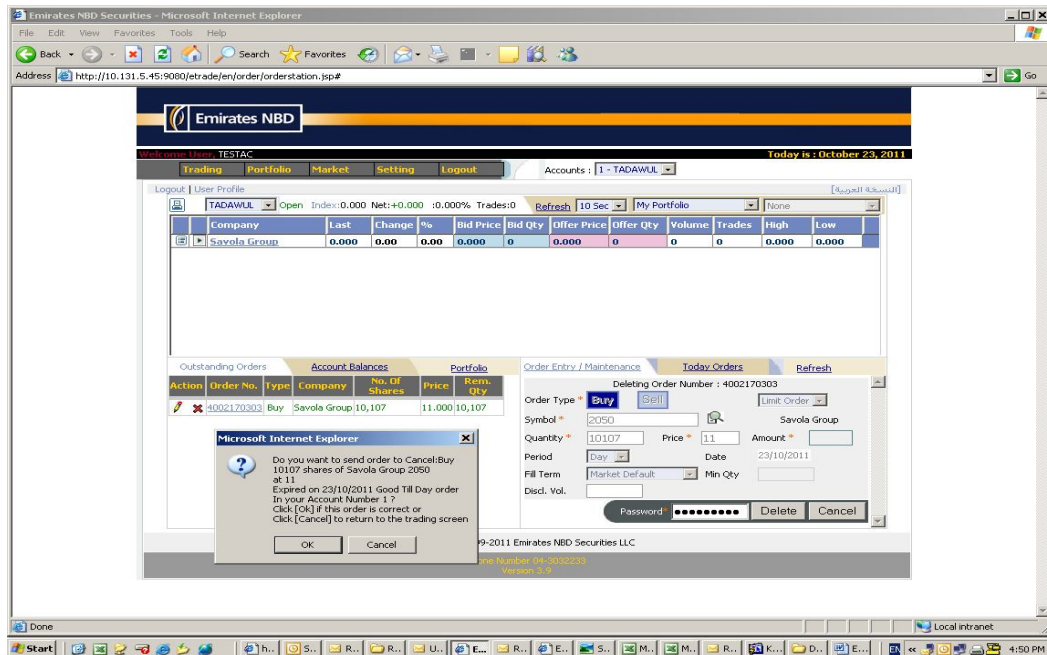 Emirates NBD Securities - Microsoft Internet Explorer
File Edit View Favorites Tools Help
Back Search Favorites
Address http://10.131.5.45:9080/etrade/en/order/orderstation.jsp# Go
Emirates NBD
Welcome User, TESTAC Today is : October 23, 2011
Trading Portfolio Market Setting Logout Accounts : 1 - TADAWUL
Logout | User Profile [النسخة العربية]
TADAWUL Open Index:0.000 Net:+0.000 :0.000% Trades:0 Refresh 10 Sec My Portfolio None
Company Last Change % Bid Price Bid Qty Offer Price Offer Qty Volume Trades High Low
Savola Group 0.000 0.00 0.00 0.000 0 0.000 0 0 0 0.000 0.000
Outstanding Orders Account Balances Portfolio Order Entry / Maintenance Today Orders Refresh
Action Order No. Type Company No. Of Shares Price Rem. Qty
4002170303 Buy Savola Group 10,107 11.000 10,107
Deleting Order Number : 4002170303
Order Type * Buy Sell Limit Order
Symbol * 2050 Savola Group
Quantity * 10107 Price * 11 Amount *
Period Day Date 23/10/2011
Fill Term Market Default Min Qty
Discl. Vol.
Password* ●●●●●●●●● Delete Cancel
Microsoft Internet Explorer
Do you want to send order to Cancel:Buy
10107 shares of Savola Group 2050
at 11
Expired on 23/10/2011 Good Till Day order
In your Account Number 1 ?
Click [Ok] if this order is correct or
Click [Cancel] to return to the trading screen
OK Cancel
9-2011 Emirates NBD Securities LLC
Number 04-3032233
Version 3.9
Done Local intranet
Start h.. S.. R.. R.. U.. E... R.. E.. S.. M.. M.. R.. K... D.. E... EN « 4:50 PM